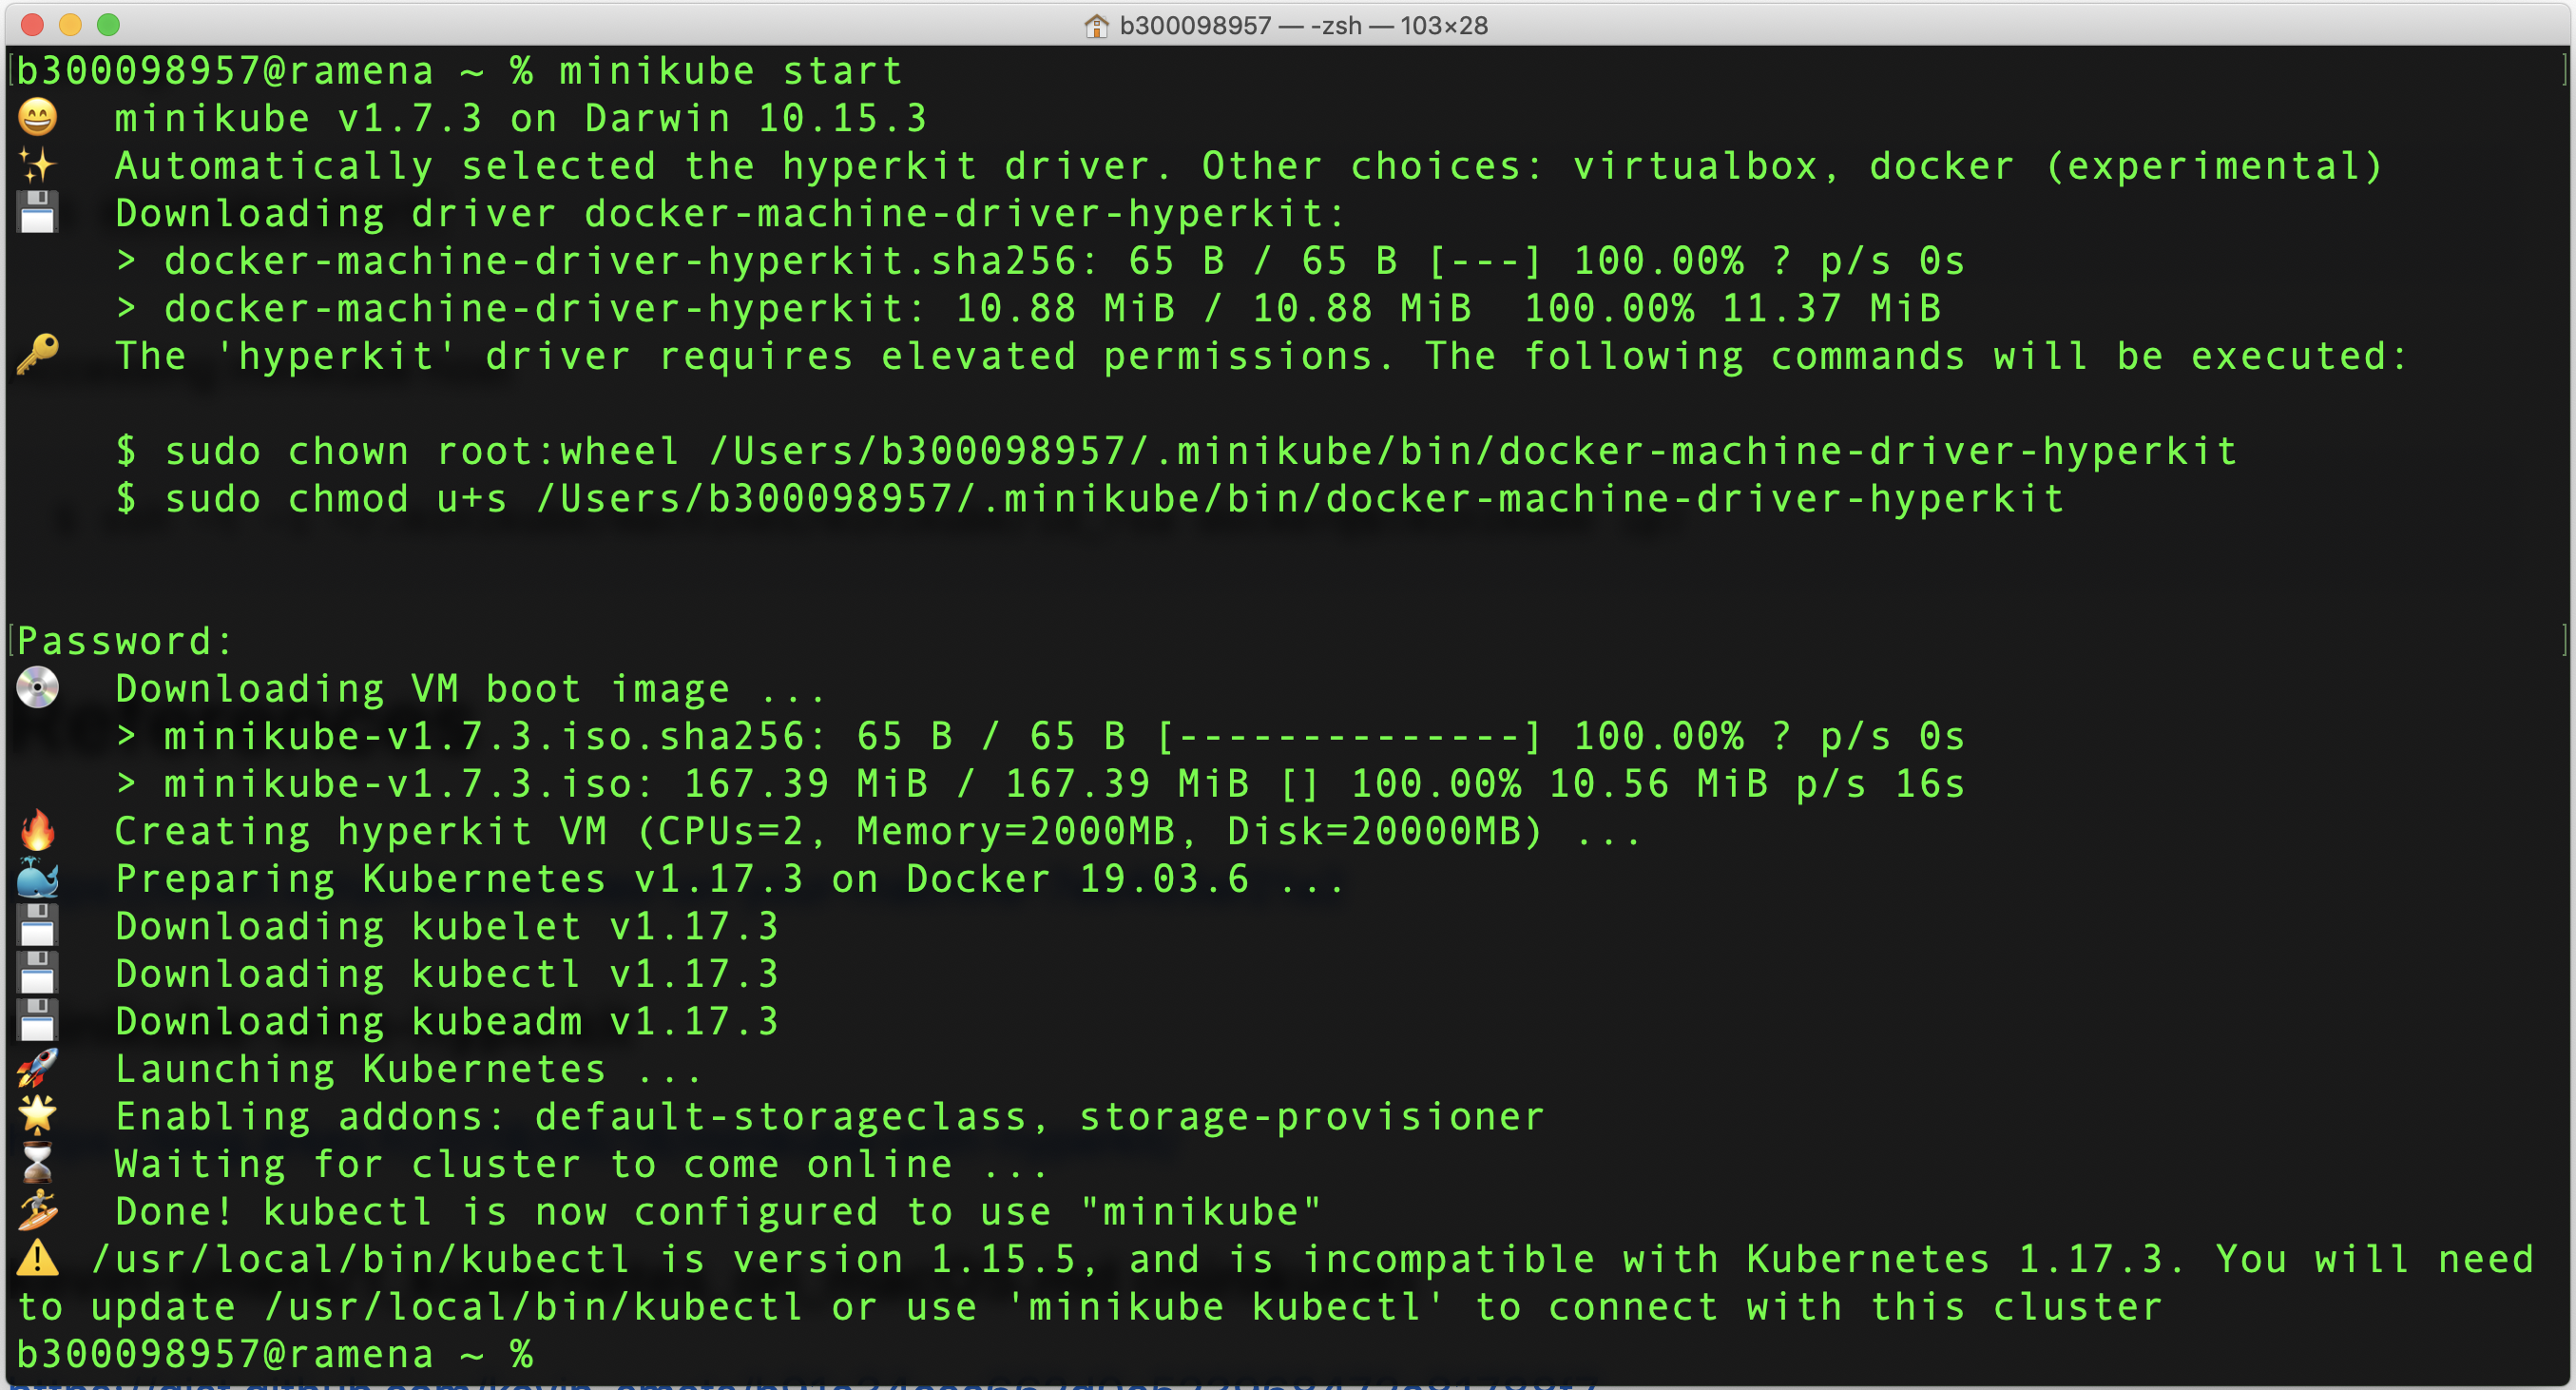 b300098957 — -zsh — 103×28
b300098957@ramena ~ % minikube start
😄 minikube v1.7.3 on Darwin 10.15.3
✨ Automatically selected the hyperkit driver. Other choices: virtualbox, docker (experimental)
💾 Downloading driver docker-machine-driver-hyperkit:
> docker-machine-driver-hyperkit.sha256: 65 B / 65 B [---] 100.00% ? p/s 0s
> docker-machine-driver-hyperkit: 10.88 MiB / 10.88 MiB  100.00% 11.37 MiB
🔑 The 'hyperkit' driver requires elevated permissions. The following commands will be executed:
$ sudo chown root:wheel /Users/b300098957/.minikube/bin/docker-machine-driver-hyperkit
$ sudo chmod u+s /Users/b300098957/.minikube/bin/docker-machine-driver-hyperkit
Password:
💿 Downloading VM boot image ...
> minikube-v1.7.3.iso.sha256: 65 B / 65 B [--------------] 100.00% ? p/s 0s
> minikube-v1.7.3.iso: 167.39 MiB / 167.39 MiB [] 100.00% 10.56 MiB p/s 16s
🔥 Creating hyperkit VM (CPUs=2, Memory=2000MB, Disk=20000MB) ...
🐳 Preparing Kubernetes v1.17.3 on Docker 19.03.6 ...
💾 Downloading kubelet v1.17.3
💾 Downloading kubectl v1.17.3
💾 Downloading kubeadm v1.17.3
🚀 Launching Kubernetes ...
🌟 Enabling addons: default-storageclass, storage-provisioner
⌛ Waiting for cluster to come online ...
🏄 Done! kubectl is now configured to use "minikube"
⚠️ /usr/local/bin/kubectl is version 1.15.5, and is incompatible with Kubernetes 1.17.3. You will need
to update /usr/local/bin/kubectl or use 'minikube kubectl' to connect with this cluster
b300098957@ramena ~ %